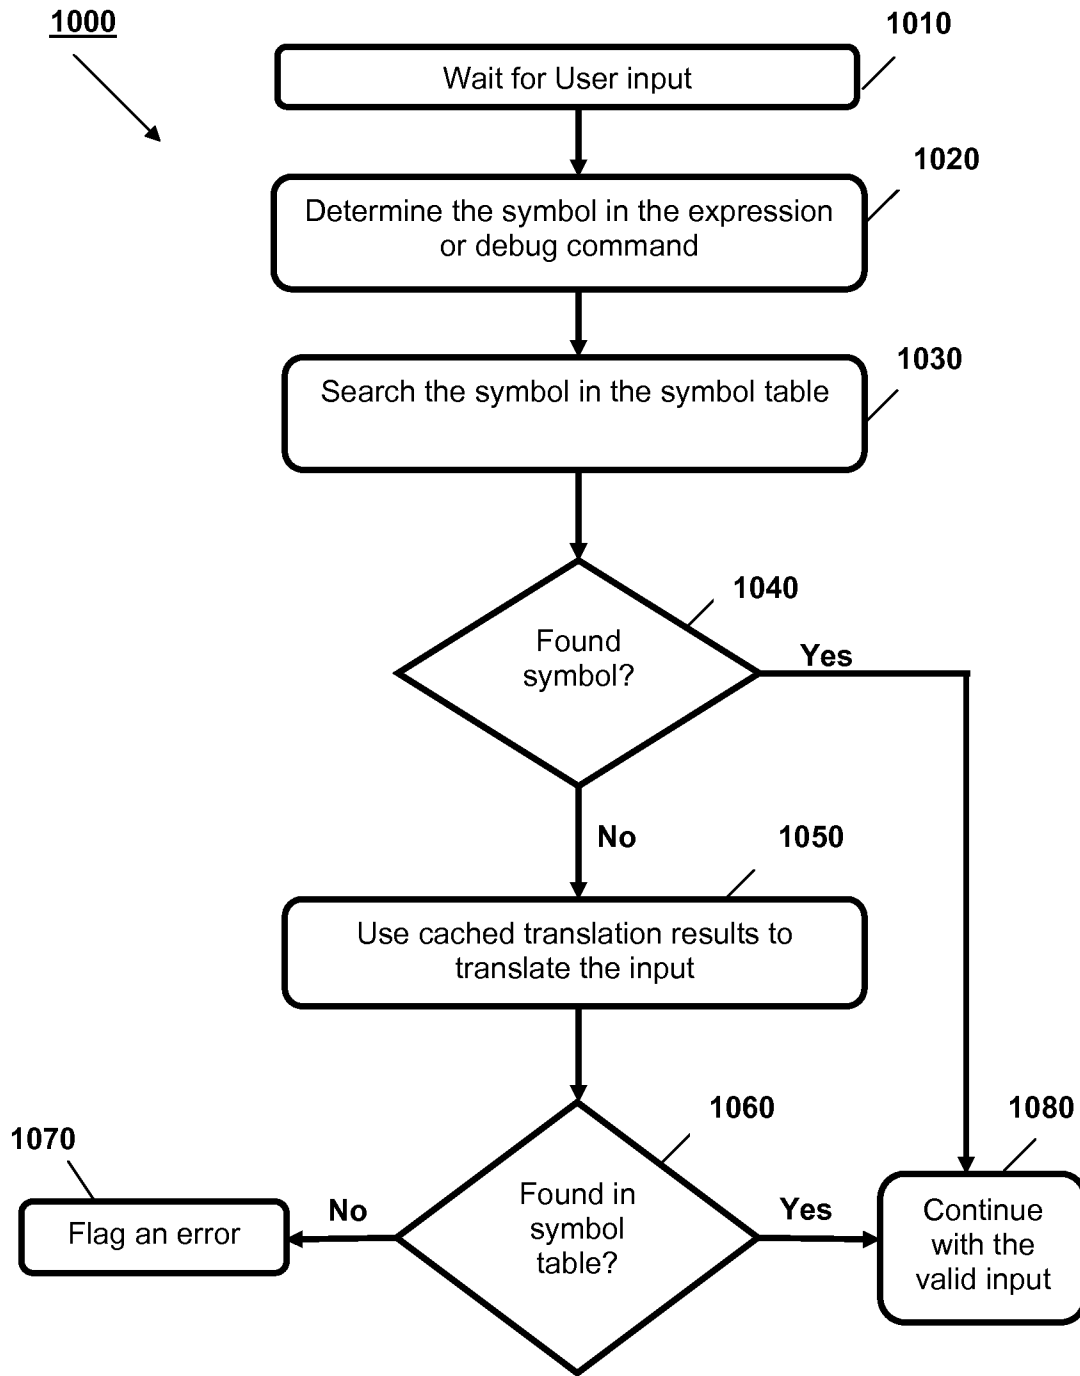 1000
1010
Wait for User input
1020
Determine the symbol in the expression
or debug command
1030
Search the symbol in the symbol table
1040
Found
symbol?
Yes
No
1050
Use cached translation results to
translate the input
1060
1070
1080
Found in
symbol
table?
No
Yes
Flag an error
Continue
with the
valid input